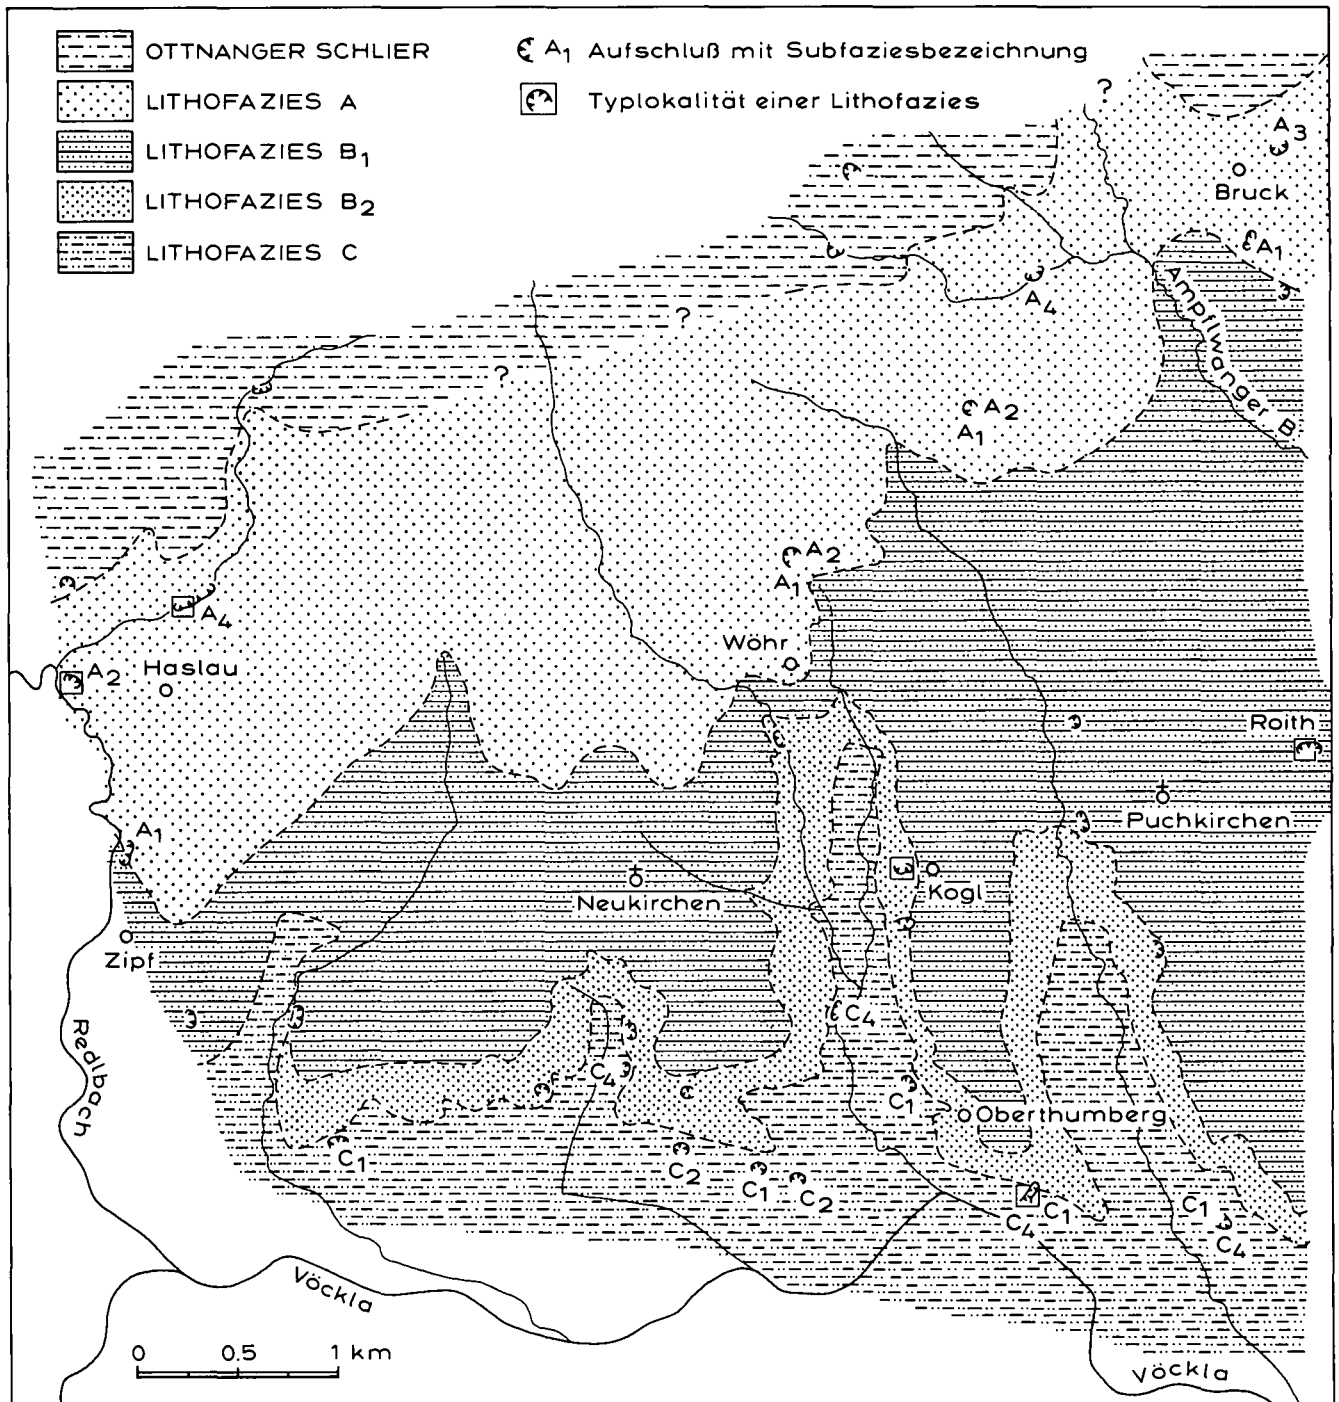 OTTNANGER SCHLIER
LITHOFAZIES A
LITHOFAZIES B₁
LITHOFAZIES B₂
LITHOFAZIES C
A₁ Aufschluß mit Subfaziesbezeichnung
Typlokalität einer Lithofazies
?
A₃
Bruck
A₁
A₄
Ampflwanger B.
?
?
A₂
A₁
A₂
A₁
A₄
Wöhr
A₂
Haslau
Roith
A₁
Puchkirchen
Neukirchen
Kogl
Zipf
C₄
Redlbach
C₄
C₁
Oberthumberg
C₁
C₂
C₁
C₂
C₁
C₄
C₁
C₄
Vöckla
0 0,5 1 km
Vöckla